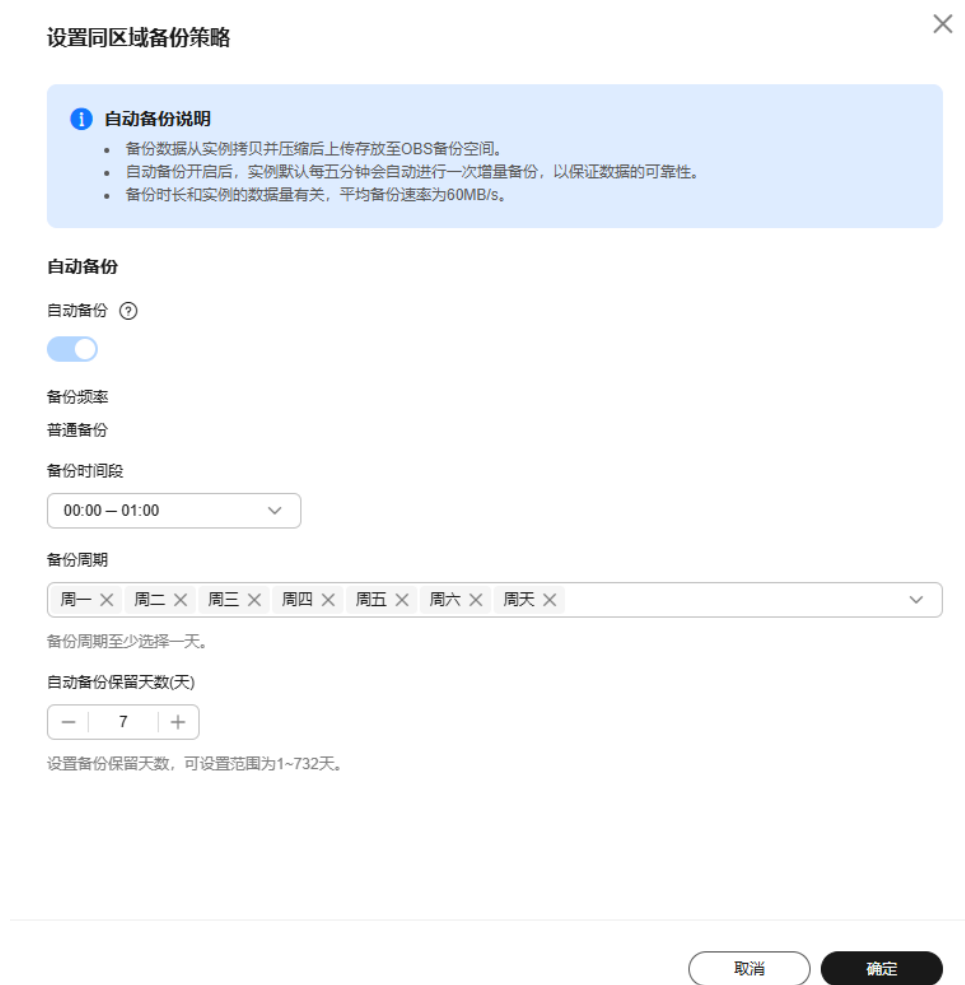 设置同区域备份策略
自动备份说明
备份数据从实例拷贝并压缩后上传存放至OBS备份空间。
自动备份开启后，实例默认每五分钟会自动进行一次增量备份，以保证数据的可靠性。
备份时长和实例的数据量有关，平均备份速率为60MB/s。
自动备份
自动备份
备份频率
普通备份
备份时间段
00:00 – 01:00
备份周期
周一 周二 周三 周四 周五 周六 周天
备份周期至少选择一天。
自动备份保留天数(天)
7
设置备份保留天数，可设置范围为1~732天。
取消 确定